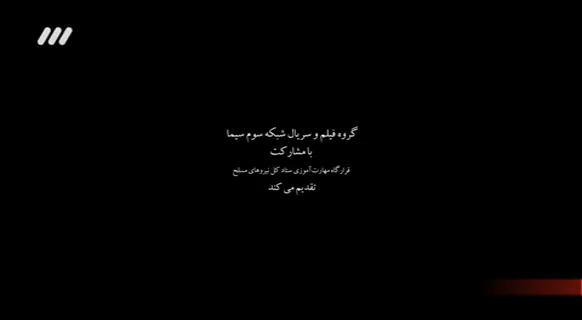 گروه فیلم و سریال شبکه سوم سیما
با مشارکت
قرارگاه مهارت آموزی ستاد کل نیروهای مسلح
تقدیم می کند